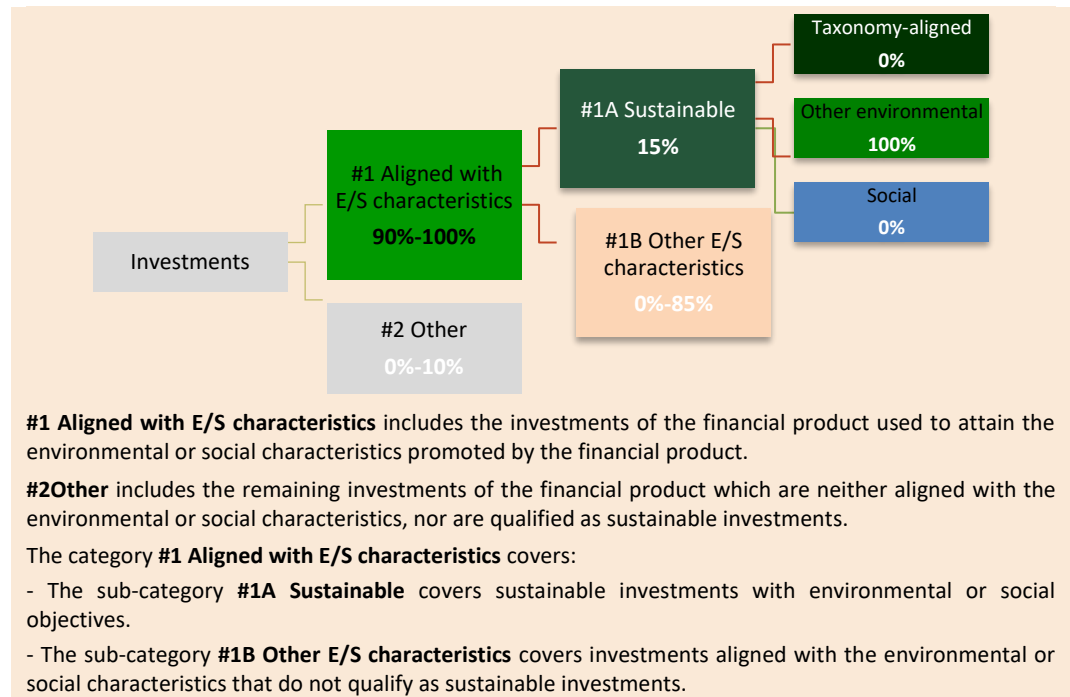 Taxonomy-aligned
0%
#1A Sustainable
15%
Other environmental
100%
#1 Aligned with
E/S characteristics
90%-100%
Social
0%
#1B Other E/S
characteristics
0%-85%
Investments
#2 Other
0%-10%
#1 Aligned with E/S characteristics includes the investments of the financial product used to attain the
environmental or social characteristics promoted by the financial product.
#2Other includes the remaining investments of the financial product which are neither aligned with the
environmental or social characteristics, nor are qualified as sustainable investments.
The category #1 Aligned with E/S characteristics covers:
- The sub-category #1A Sustainable covers sustainable investments with environmental or social
objectives.
- The sub-category #1B Other E/S characteristics covers investments aligned with the environmental or
social characteristics that do not qualify as sustainable investments.